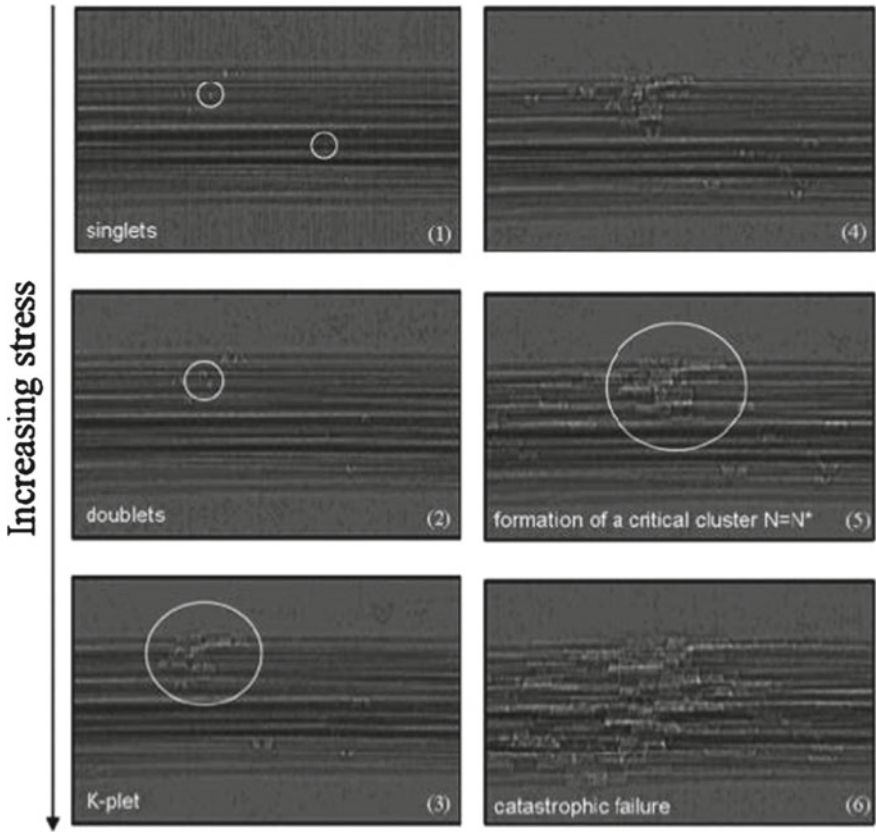 Increasing stress
singlets
(1)
doublets
(2)
K-plet
(3)
(4)
formation of a critical cluster N=N*
(5)
catastrophic failure
(6)